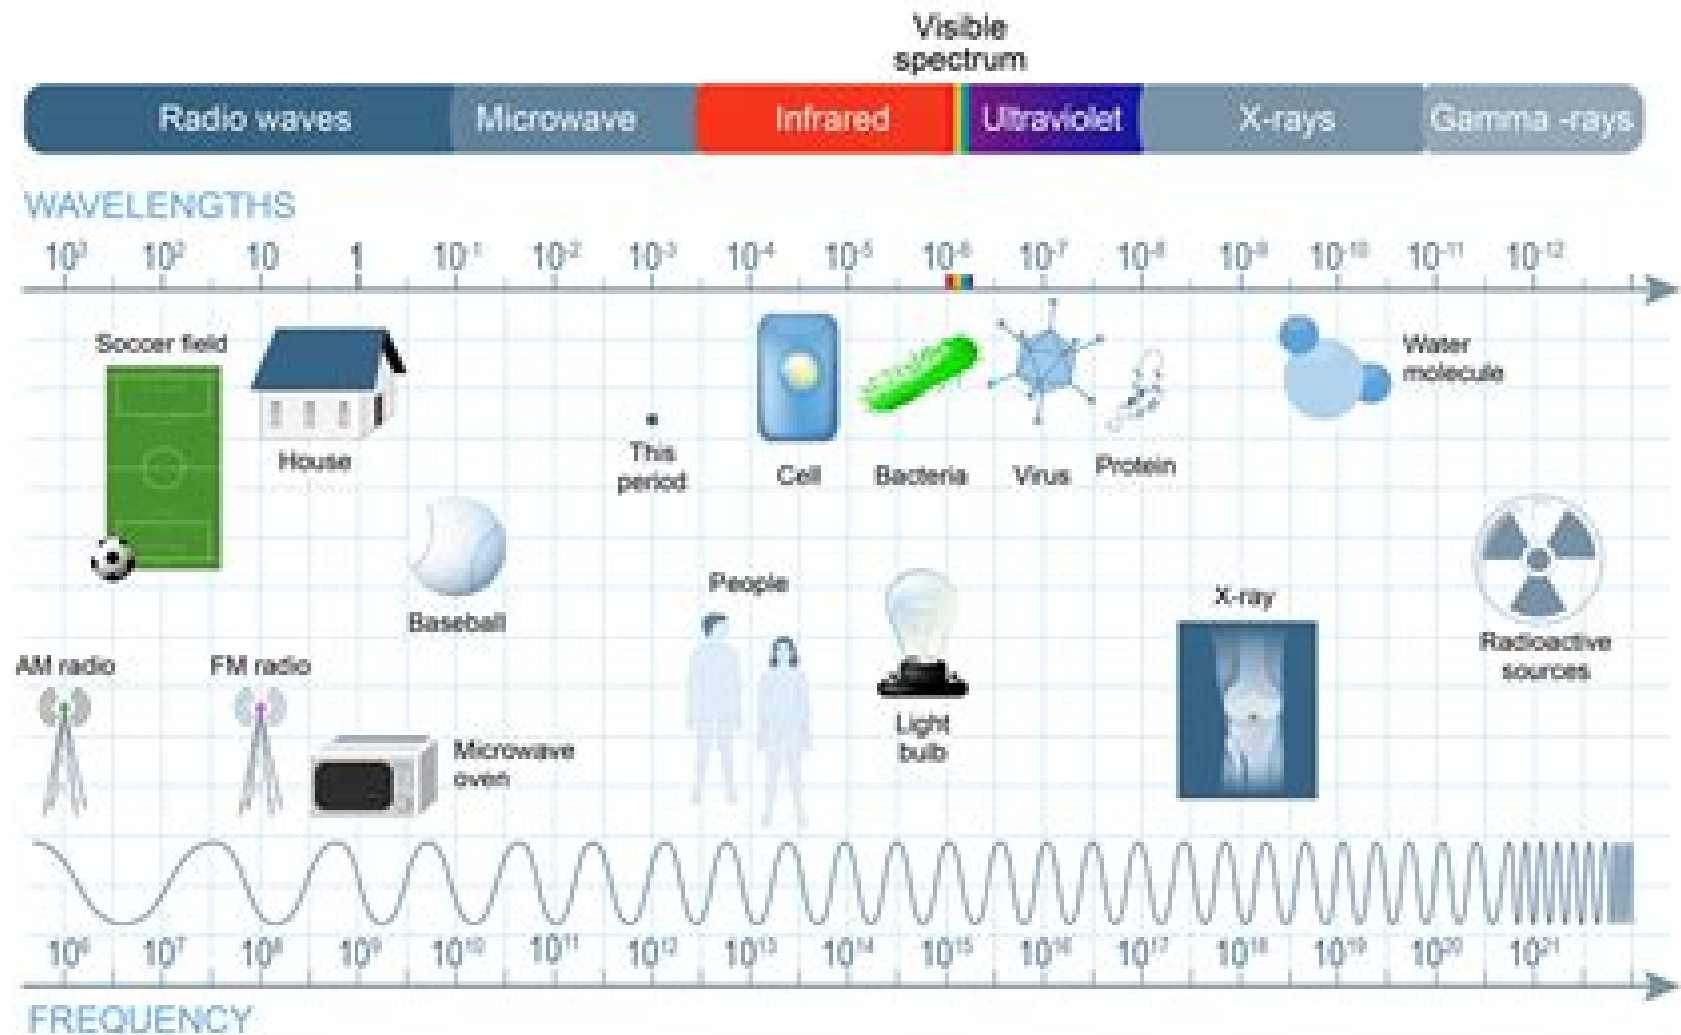 Visible
spectrum
Radio waves Microwave Infrared Ultraviolet X-rays Gamma -rays
WAVELENGTHS
10³ 10² 10 1 10⁻¹ 10⁻² 10⁻³ 10⁻⁴ 10⁻⁵ 10⁻⁶ 10⁻⁷ 10⁻⁸ 10⁻⁹ 10⁻¹⁰ 10⁻¹¹ 10⁻¹²
Soccer field
House
This
period
Cell
Bacteria
Virus
Protein
Water
molecule
Baseball
People
X-ray
Radioactive
sources
AM radio
FM radio
Microwave
oven
Light
bulb
10⁶ 10⁷ 10⁸ 10⁹ 10¹⁰ 10¹¹ 10¹² 10¹³ 10¹⁴ 10¹⁵ 10¹⁶ 10¹⁷ 10¹⁸ 10¹⁹ 10²⁰ 10²¹
FREQUENCY